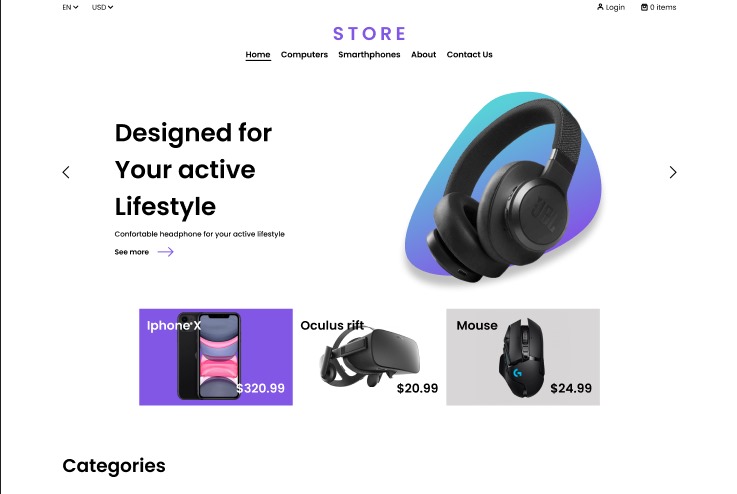 EN USD Login 0 items
STORE
Home Computers Smarthphones About Contact Us
Designed for
Your active
Lifestyle
Confortable headphone for your active lifestyle
See more
JBL
Iphone X Oculus rift Mouse
$320.99 $20.99 $24.99
Categories